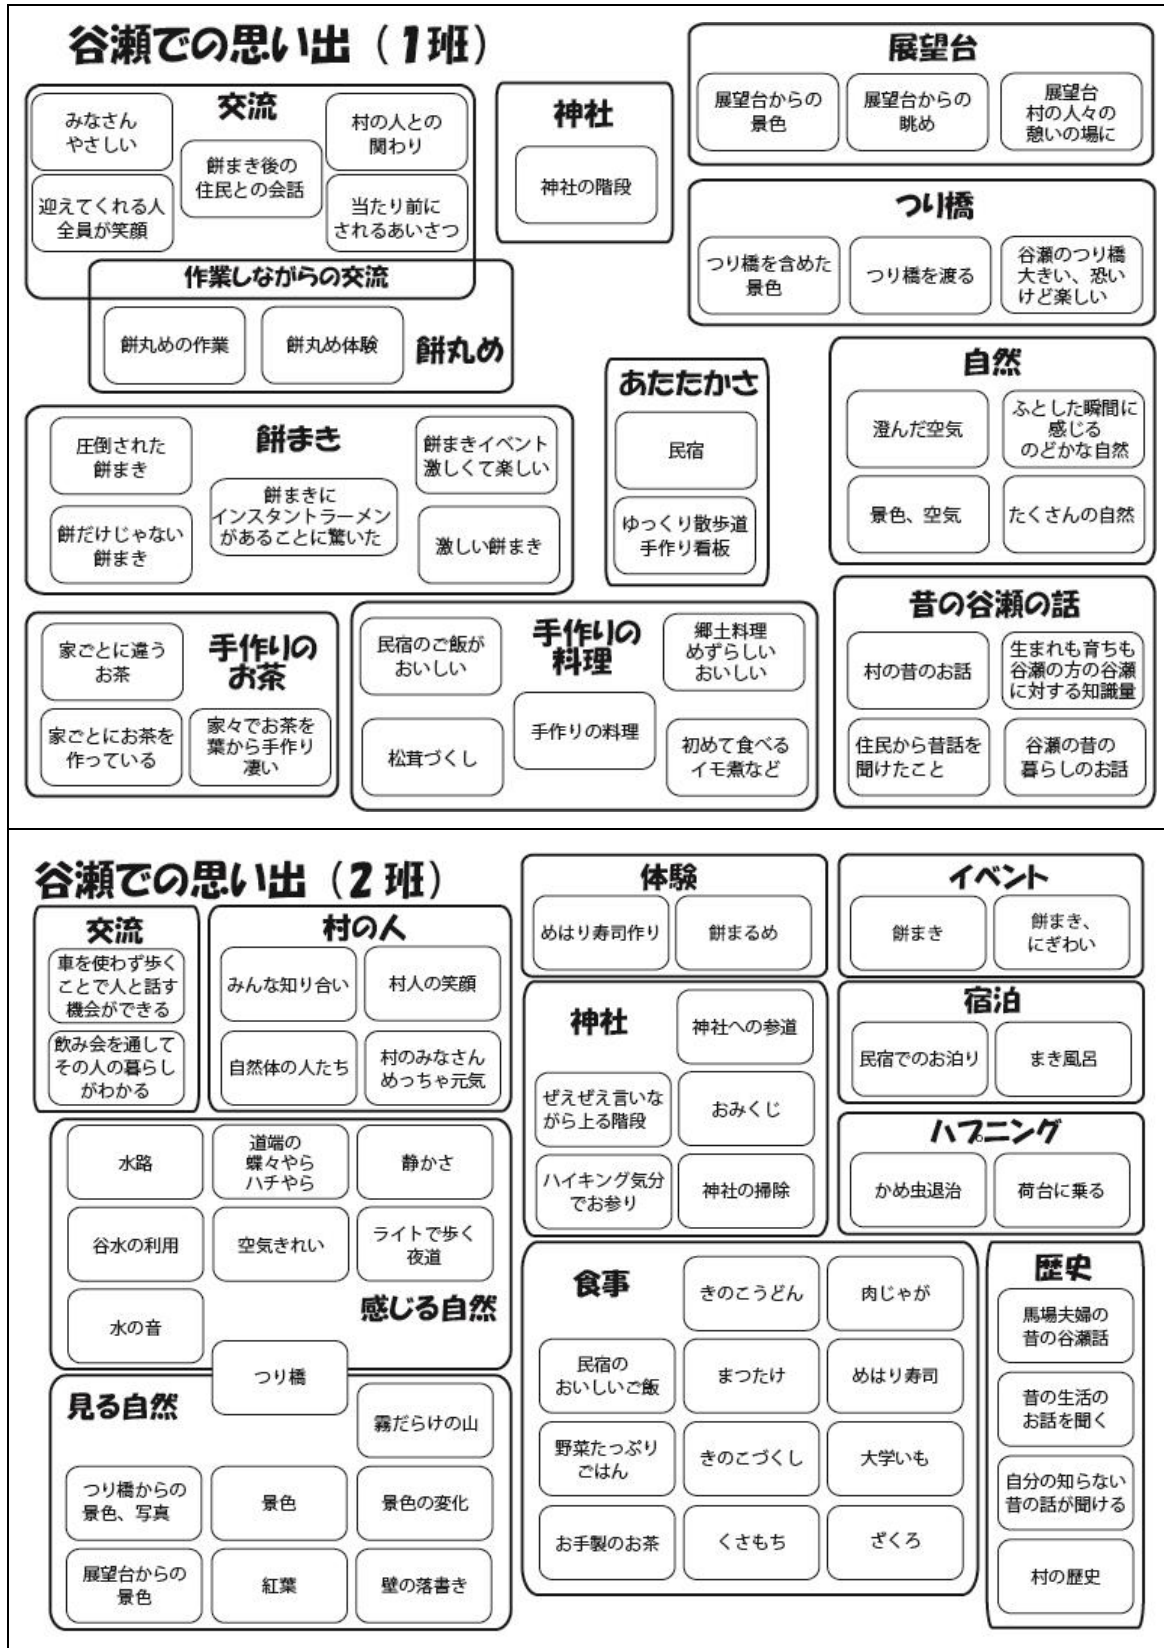 谷瀬での思い出（1班）
交流
みなさん
やさしい
村の人との
関わり
餅まき後の
住民との会話
迎えてくれる人
全員が笑顔
当たり前に
されるあいさつ
作業しながらの交流
餅丸めの作業
餅丸め体験
餅丸め
神社
神社の階段
展望台
展望台からの
景色
展望台からの
眺め
展望台
村の人々の
憩いの場に
つり橋
つり橋を含めた
景色
つり橋を渡る
谷瀬のつり橋
大きい、恐い
けど楽しい
餅まき
圧倒された
餅まき
餅まきイベント
激しくて楽しい
餅まきに
インスタントラーメン
があることに驚いた
餅だけじゃない
餅まき
激しい餅まき
あたたかさ
民宿
ゆっくり散歩道
手作り看板
自然
澄んだ空気
ふとした瞬間に
感じる
のどかな自然
景色、空気
たくさんの自然
手作りの
お茶
家ごとに違う
お茶
家ごとにお茶を
作っている
家々でお茶を
葉から手作り
凄い
手作りの
料理
民宿のご飯が
おいしい
郷土料理
めずらしい
おいしい
手作りの料理
松茸づくし
初めて食べる
イモ煮など
昔の谷瀬の話
村の昔のお話
生まれも育ちも
谷瀬の方の谷瀬
に対する知識量
住民から昔話を
聞けたこと
谷瀬の昔の
暮らしのお話
谷瀬での思い出（2班）
交流
車を使わず歩く
ことで人と話す
機会ができる
飲み会を通して
その人の暮らし
がわかる
村の人
みんな知り合い
村人の笑顔
自然体の人たち
村のみなさん
めっちゃ元気
体験
めはり寿司作り
餅まるめ
イベント
餅まき
餅まき、
にぎわい
神社
神社への参道
ぜえぜえ言いな
がら上る階段
おみくじ
ハイキング気分
でお参り
神社の掃除
宿泊
民宿でのお泊り
まき風呂
ハプニング
かめ虫退治
荷台に乗る
水路
道端の
蝶々やら
ハチやら
静かさ
谷水の利用
空気きれい
ライトで歩く
夜道
水の音
感じる自然
つり橋
見る自然
霧だらけの山
つり橋からの
景色、写真
景色
景色の変化
展望台からの
景色
紅葉
壁の落書き
食事
きのこうどん
肉じゃが
民宿の
おいしいご飯
まつたけ
めはり寿司
野菜たっぷり
ごはん
きのこづくし
大学いも
お手製のお茶
くさもち
ざくろ
歴史
馬場夫婦の
昔の谷瀬話
昔の生活の
お話を聞く
自分の知らない
昔の話が聞ける
村の歴史